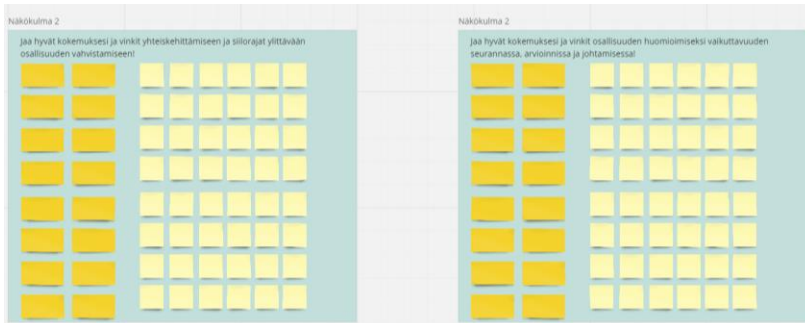 Näkökulma 2
Jaa hyvät kokemuksesi ja vinkit yhteiskehittämiseen ja siilorajat ylittävään
osallisuuden vahvistamiseen!
Näkökulma 2
Jaa hyvät kokemuksesi ja vinkit osallisuuden huomioimiseksi vaikuttavuuden
seurannassa, arvioinnissa ja johtamisessa!